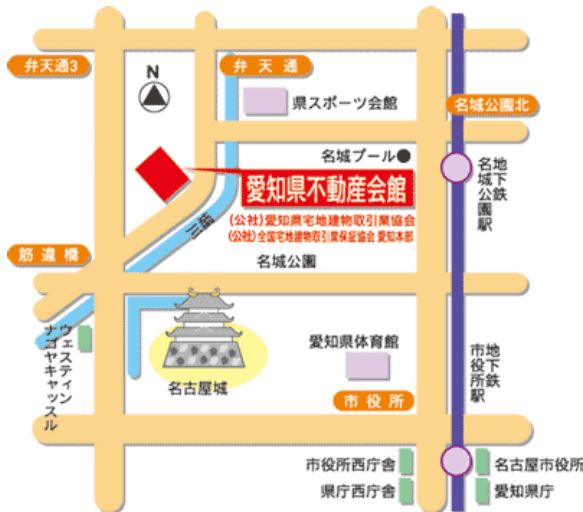 弁天通3
弁天通
N
県スポーツ会館
名城公園北
名城プール
地下鉄
名城公園駅
愛知県不動産会館
(公社)愛知県宅地建物取引業協会
(公社)全国宅地建物取引業保証協会 愛知本部
堀川
筋違橋
名城公園
ウェスティン
ナゴヤキャッスル
名古屋城
愛知県体育館
地下鉄
市役所駅
市役所
市役所西庁舎
名古屋市役所
県庁西庁舎
愛知県庁